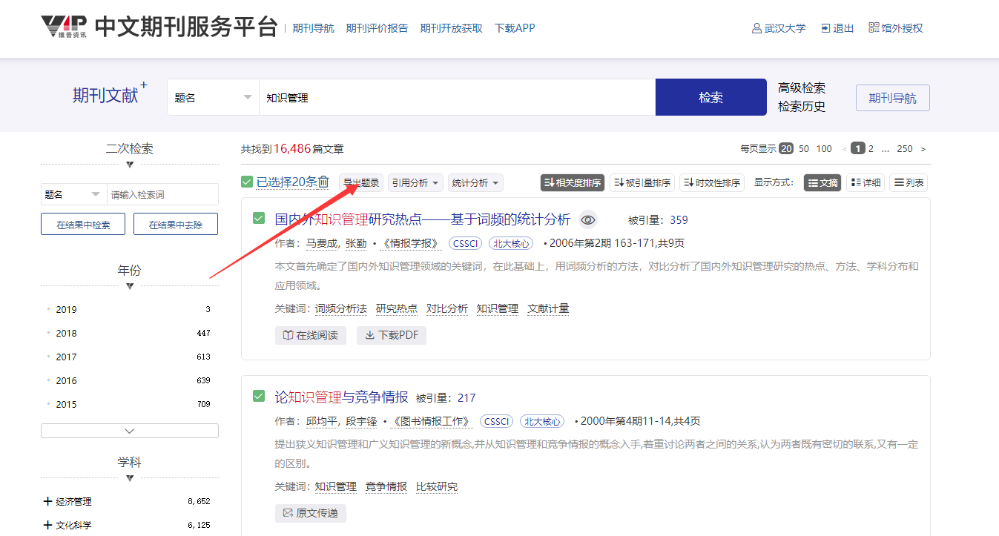 VIP 维普资讯 中文期刊服务平台 | 期刊导航 期刊评价报告 期刊开放获取 下载APP 武汉大学 退出 馆外授权
期刊文献+ 题名 知识管理 检索 高级检索 期刊导航
检索历史
二次检索
题名 请输入检索词
在结果中检索 在结果中去除
年份
2019 3
2018 447
2017 613
2016 639
2015 709
学科
经济管理 8,652
文化科学 6,125
共找到16,486篇文章 每页显示 20 50 100 < 1 2 ... 250 >
已选择20条 导出题录 引用分析 统计分析 相关度排序 被引量排序 时效性排序 显示方式: 文摘 详细 列表
国内外知识管理研究热点——基于词频的统计分析 被引量:359
作者:马费成,张勤 •《情报学报》 CSSCI 北大核心 •2006年第2期 163-171,共9页
本文首先确定了国内外知识管理领域的关键词,在此基础上,用词频分析的方法,对比分析了国内外知识管理研究的热点、方法、学科分布和
应用领域。
关键词:词频分析法 研究热点 对比分析 知识管理 文献计量
在线阅读 下载PDF
论知识管理与竞争情报 被引量:217
作者:邱均平,段宇锋 •《图书情报工作》 CSSCI 北大核心 •2000年第4期11-14,共4页
提出狭义知识管理和广义知识管理的新概念,并从知识管理和竞争情报的概念入手,着重讨论两者之间的关系,认为两者既有密切的联系,又有一定
的区别。
关键词:知识管理 竞争情报 比较研究
原文传递